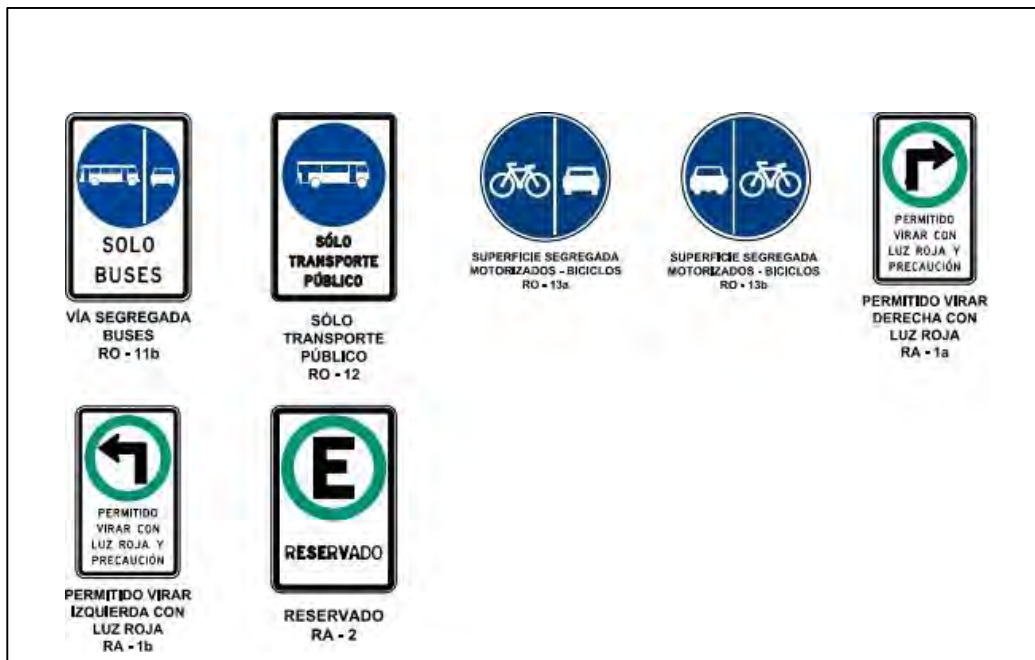 SOLO
BUSES
VÍA SEGREGADA
BUSES
RO - 11b
SÓLO
TRANSPORTE
PÚBLICO
SÓLO
TRANSPORTE
PÚBLICO
RO - 12
SUPERFICIE SEGREGADA
MOTORIZADOS - BICICLOS
RO - 13a
SUPERFICIE SEGREGADA
MOTORIZADOS - BICICLOS
RO - 13b
PERMITIDO
VIRAR CON
LUZ ROJA Y
PRECAUCIÓN
PERMITIDO VIRAR
DERECHA CON
LUZ ROJA
RA - 1a
PERMITIDO
VIRAR CON
LUZ ROJA Y
PRECAUCIÓN
PERMITIDO VIRAR
IZQUIERDA CON
LUZ ROJA
RA - 1b
E
RESERVADO
RESERVADO
RA - 2